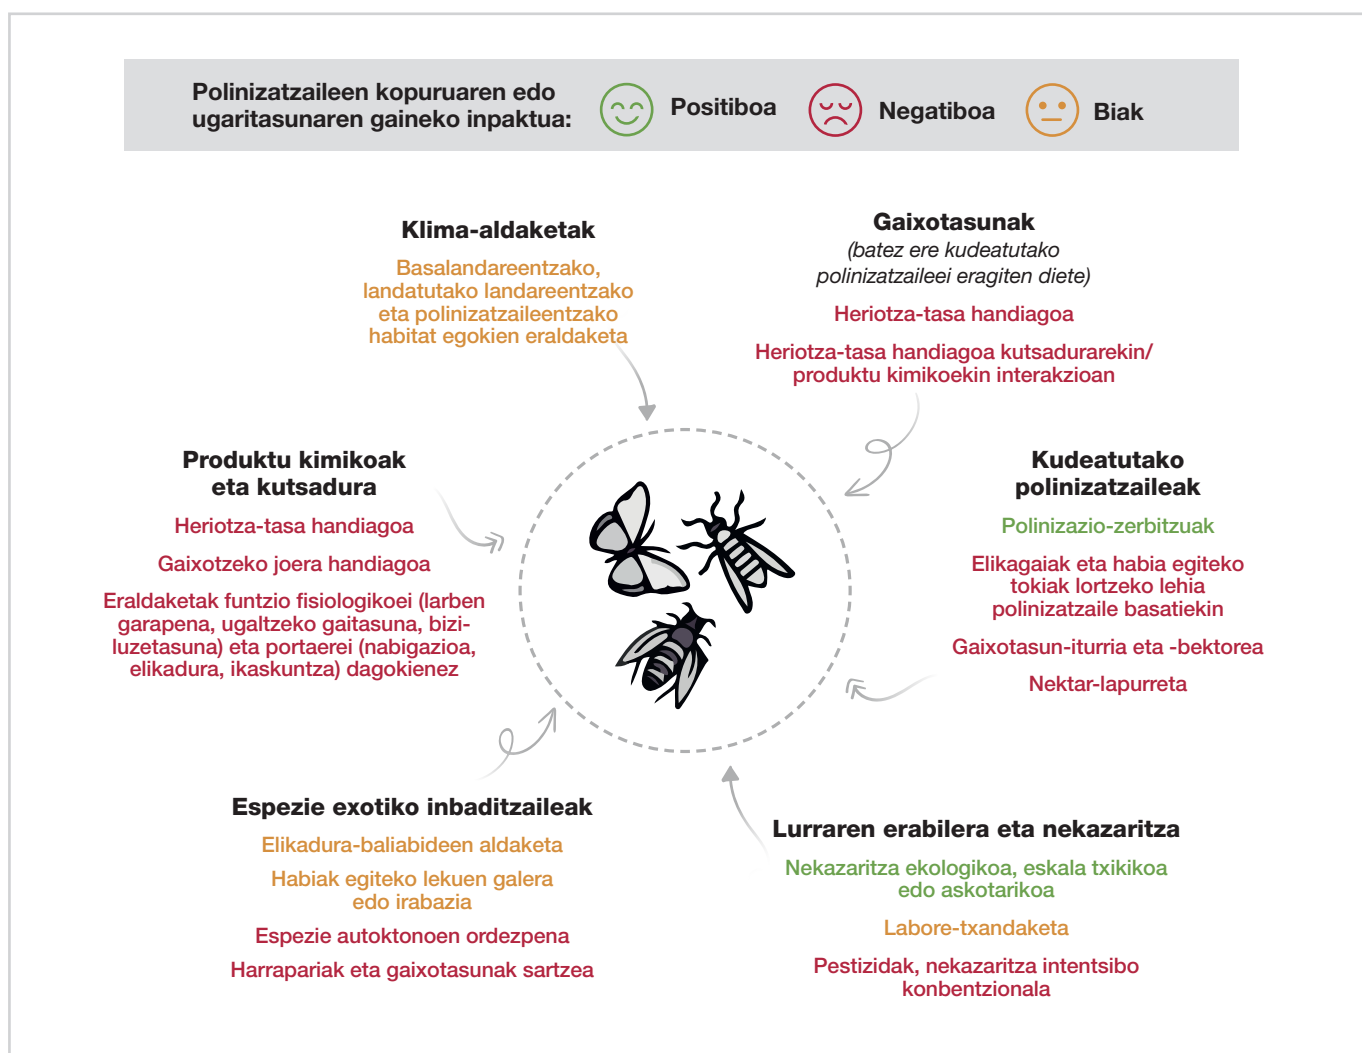 Polinizatzaileen kopuruaren edo
ugaritasunaren gaineko inpaktua:
Positiboa
Negatiboa
Biak
Klima-aldaketak
Basalandareentzako,
landatutako landareentzako
eta polinizatzaileentzako
habitat egokien eraldaketa
Gaixotasunak
(batez ere kudeatutako
polinizatzaileei eragiten diete)
Heriotza-tasa handiagoa
Heriotza-tasa handiagoa kutsadurarekin/
produktu kimikoekin interakzioan
Produktu kimikoak
eta kutsadura
Heriotza-tasa handiagoa
Gaixotzeko joera handiagoa
Eraldaketak funtzio fisiologikoei (larben
garapena, ugaltzeko gaitasuna, bizi-
luzetasuna) eta portaerei (nabigazioa,
elikadura, ikaskuntza) dagokienez
Kudeatutako
polinizatzaileak
Polinizazio-zerbitzuak
Elikagaiak eta habia egiteko
tokiak lortzeko lehia
polinizatzaile basatiekin
Gaixotasun-iturria eta -bektorea
Nektar-lapurreta
Espezie exotiko inbaditzaileak
Elikadura-baliabideen aldaketa
Habiak egiteko lekuen galera
edo irabazia
Espezie autoktonoen ordezpena
Harrapariak eta gaixotasunak sartzea
Lurraren erabilera eta nekazaritza
Nekazaritza ekologikoa, eskala txikikoa
edo askotarikoa
Labore-txandaketa
Pestizidak, nekazaritza intentsibo
konbentzionala